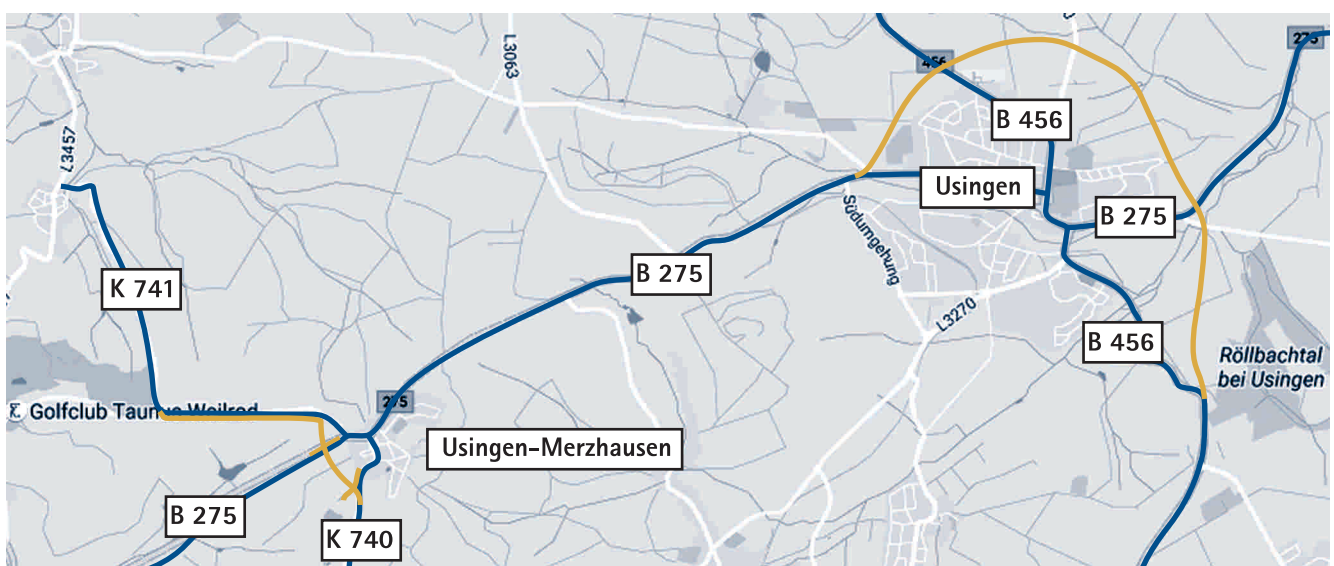 L3063
456
275
B 456
L3457
Usingen
Südumgehung
B 275
B 275
K 741
L3270
B 456
Röllbachtal
bei Usingen
275
Golfclub Taunus Weilrod
Usingen-Merzhausen
B 275
K 740